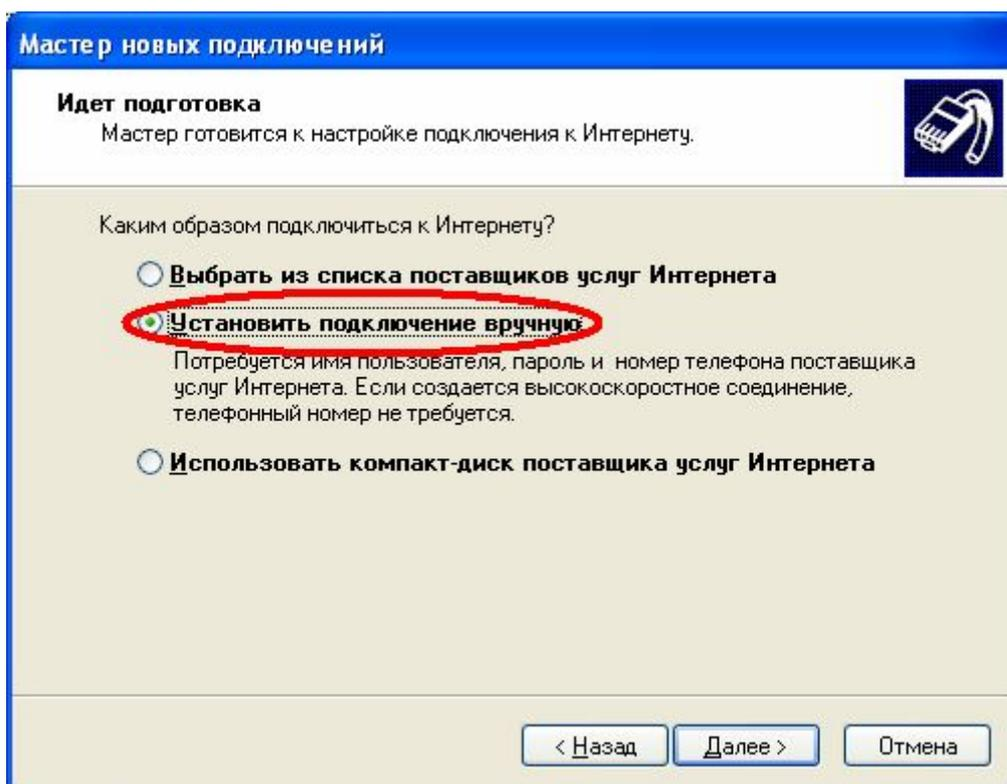 Мастер новых подключений
Идет подготовка
Мастер готовится к настройке подключения к Интернету.
Каким образом подключиться к Интернету?
Выбрать из списка поставщиков услуг Интернета
Установить подключение вручную
Потребуется имя пользователя, пароль и номер телефона поставщика
услуг Интернета. Если создается высокоскоростное соединение,
телефонный номер не требуется.
Использовать компакт-диск поставщика услуг Интернета
< Назад Далее > Отмена